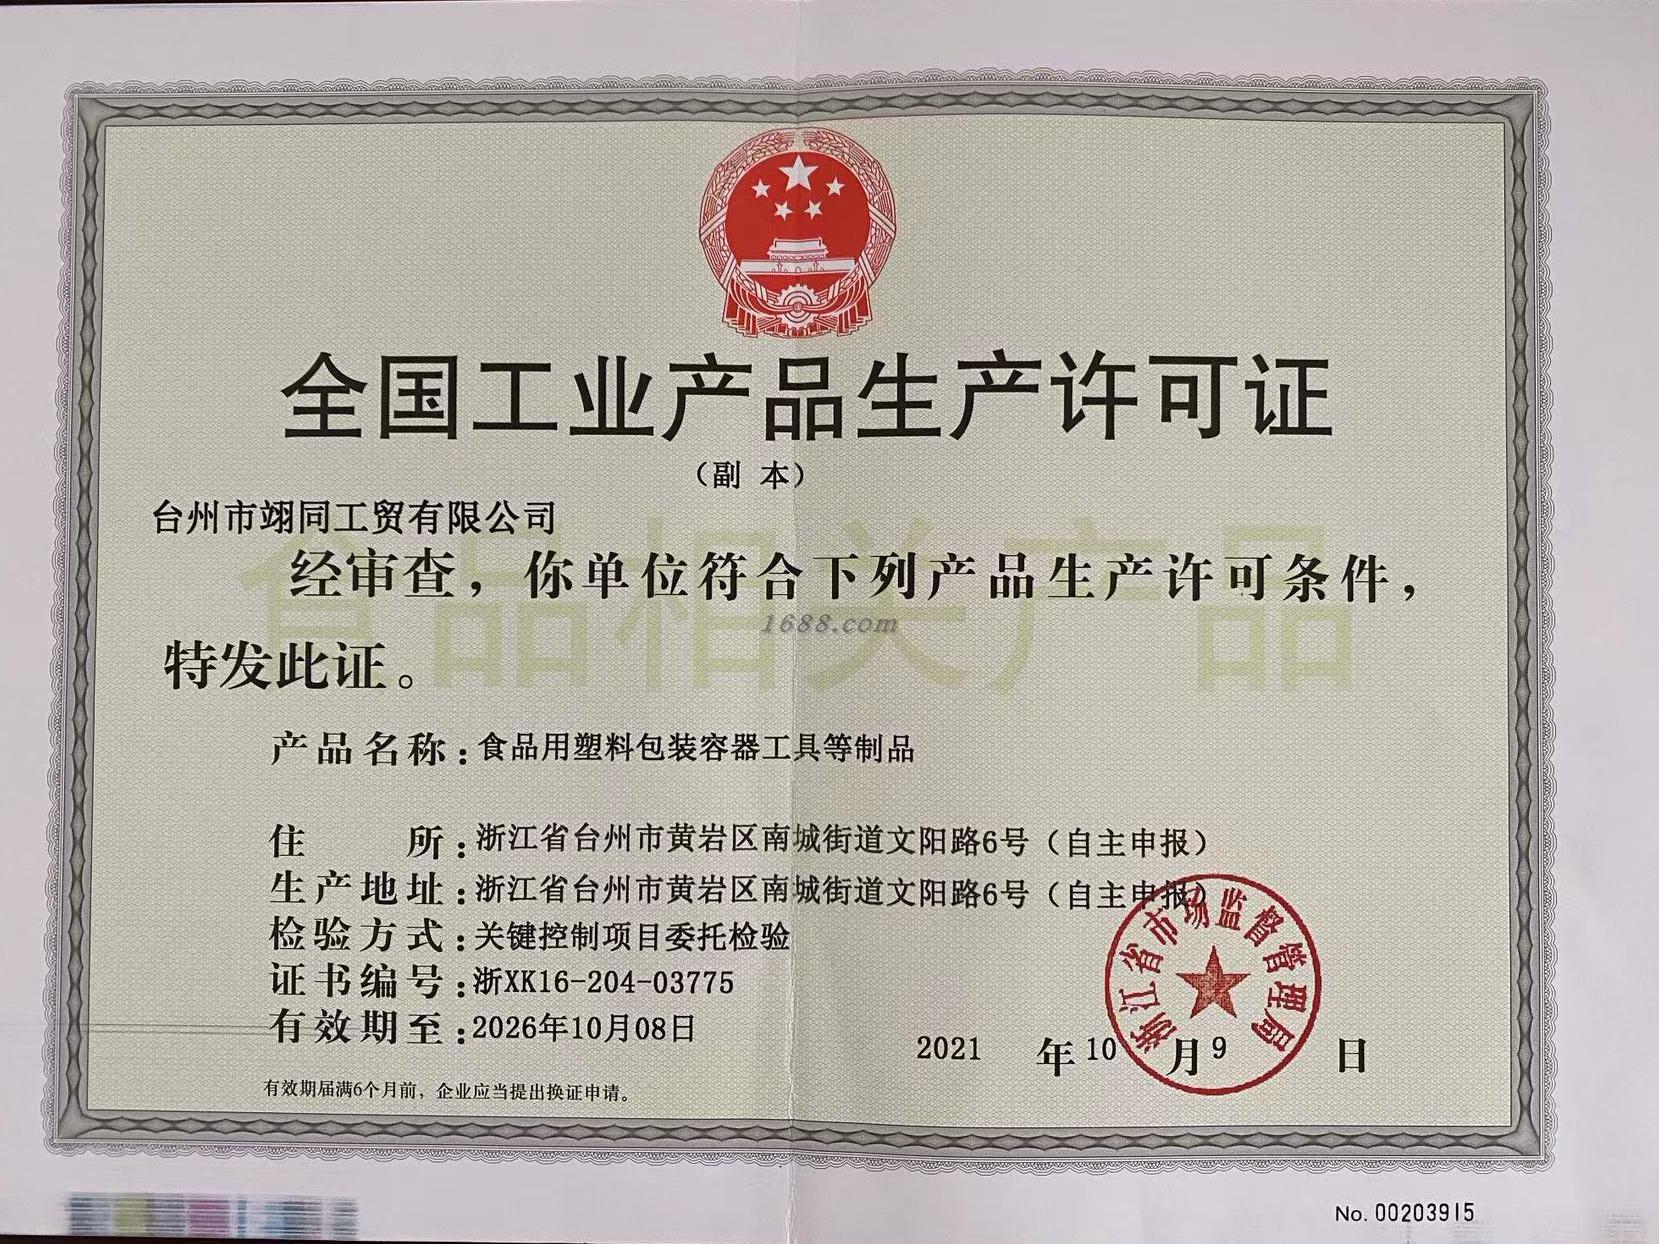 全国工业产品生产许可证
（副 本）
台州市翊同工贸有限公司
食品相关产品
经审查，你单位符合下列产品生产许可条件，
1688.com
特发此证。
产品名称：食品用塑料包装容器工具等制品
住 所：浙江省台州市黄岩区南城街道文阳路6号（自主申报）
生产地址：浙江省台州市黄岩区南城街道文阳路6号（自主申报）
检验方式：关键控制项目委托检验
证书编号：浙XK16-204-03775
有效期至：2026年10月08日
浙江省市场监督管理局
2021 年 10 月 9 日
有效期届满6个月前，企业应当提出换证申请。
No. 00203915